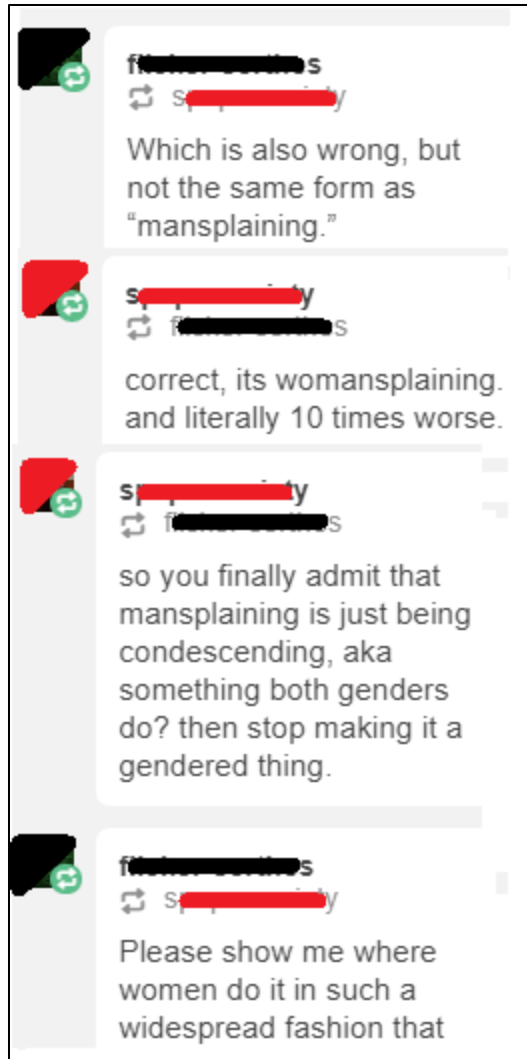 Which is also wrong, but
not the same form as
“mansplaining.”
correct, its womansplaining.
and literally 10 times worse.
so you finally admit that
mansplaining is just being
condescending, aka
something both genders
do? then stop making it a
gendered thing.
Please show me where
women do it in such a
widespread fashion that